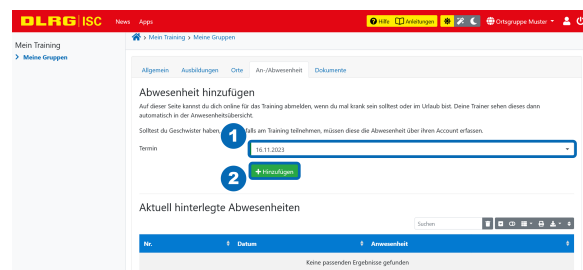 DLRG ISC News Apps Hilfe Anleitungen Ortsgruppe Muster
Mein Training
Meine Gruppen
> Mein Training > Meine Gruppen
Allgemein Ausbildungen Orte An-/Abwesenheit Dokumente
Abwesenheit hinzufügen
Auf dieser Seite kannst du dich online für das Training abmelden, wenn du mal krank sein solltest oder im Urlaub bist. Deine Trainer sehen dieses dann
automatisch in der Anwesenheitsübersicht.
Solltest du Geschwister haben, falls am Training teilnehmen, müssen diese die Abwesenheit über ihren Account erfassen.
1
Termin 16.11.2023
2
+ Hinzufügen
Aktuell hinterlegte Abwesenheiten
Suchen
Nr. Datum Anwesenheit
Keine passenden Ergebnisse gefunden